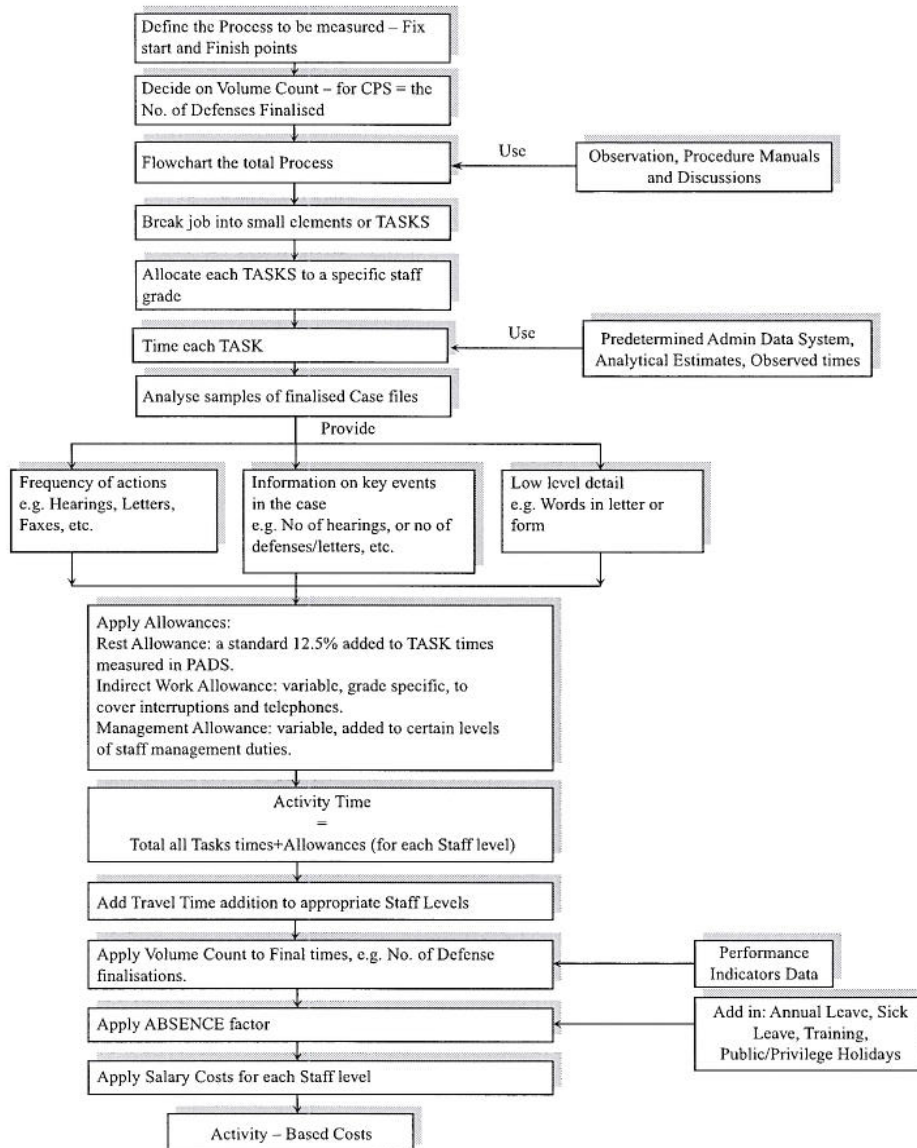 Define the Process to be measured – Fix
start and Finish points
Decide on Volume Count – for CPS = the
No. of Defenses Finalised
Flowchart the total Process
Use
Observation, Procedure Manuals
and Discussions
Break job into small elements or TASKS
Allocate each TASKS to a specific staff
grade
Time each TASK
Use
Predetermined Admin Data System,
Analytical Estimates, Observed times
Analyse samples of finalised Case files
Provide
Frequency of actions
e.g. Hearings, Letters,
Faxes, etc.
Information on key events
in the case
e.g. No of hearings, or no of
defenses/letters, etc.
Low level detail
e.g. Words in letter or
form
Apply Allowances:
Rest Allowance: a standard 12.5% added to TASK times
measured in PADS.
Indirect Work Allowance: variable, grade specific, to
cover interruptions and telephones.
Management Allowance: variable, added to certain levels
of staff management duties.
Activity Time
=
Total all Tasks times+Allowances (for each Staff level)
Add Travel Time addition to appropriate Staff Levels
Apply Volume Count to Final times, e.g. No. of Defense
finalisations.
Performance
Indicators Data
Apply ABSENCE factor
Add in: Annual Leave, Sick
Leave, Training,
Public/Privilege Holidays
Apply Salary Costs for each Staff level
Activity – Based Costs